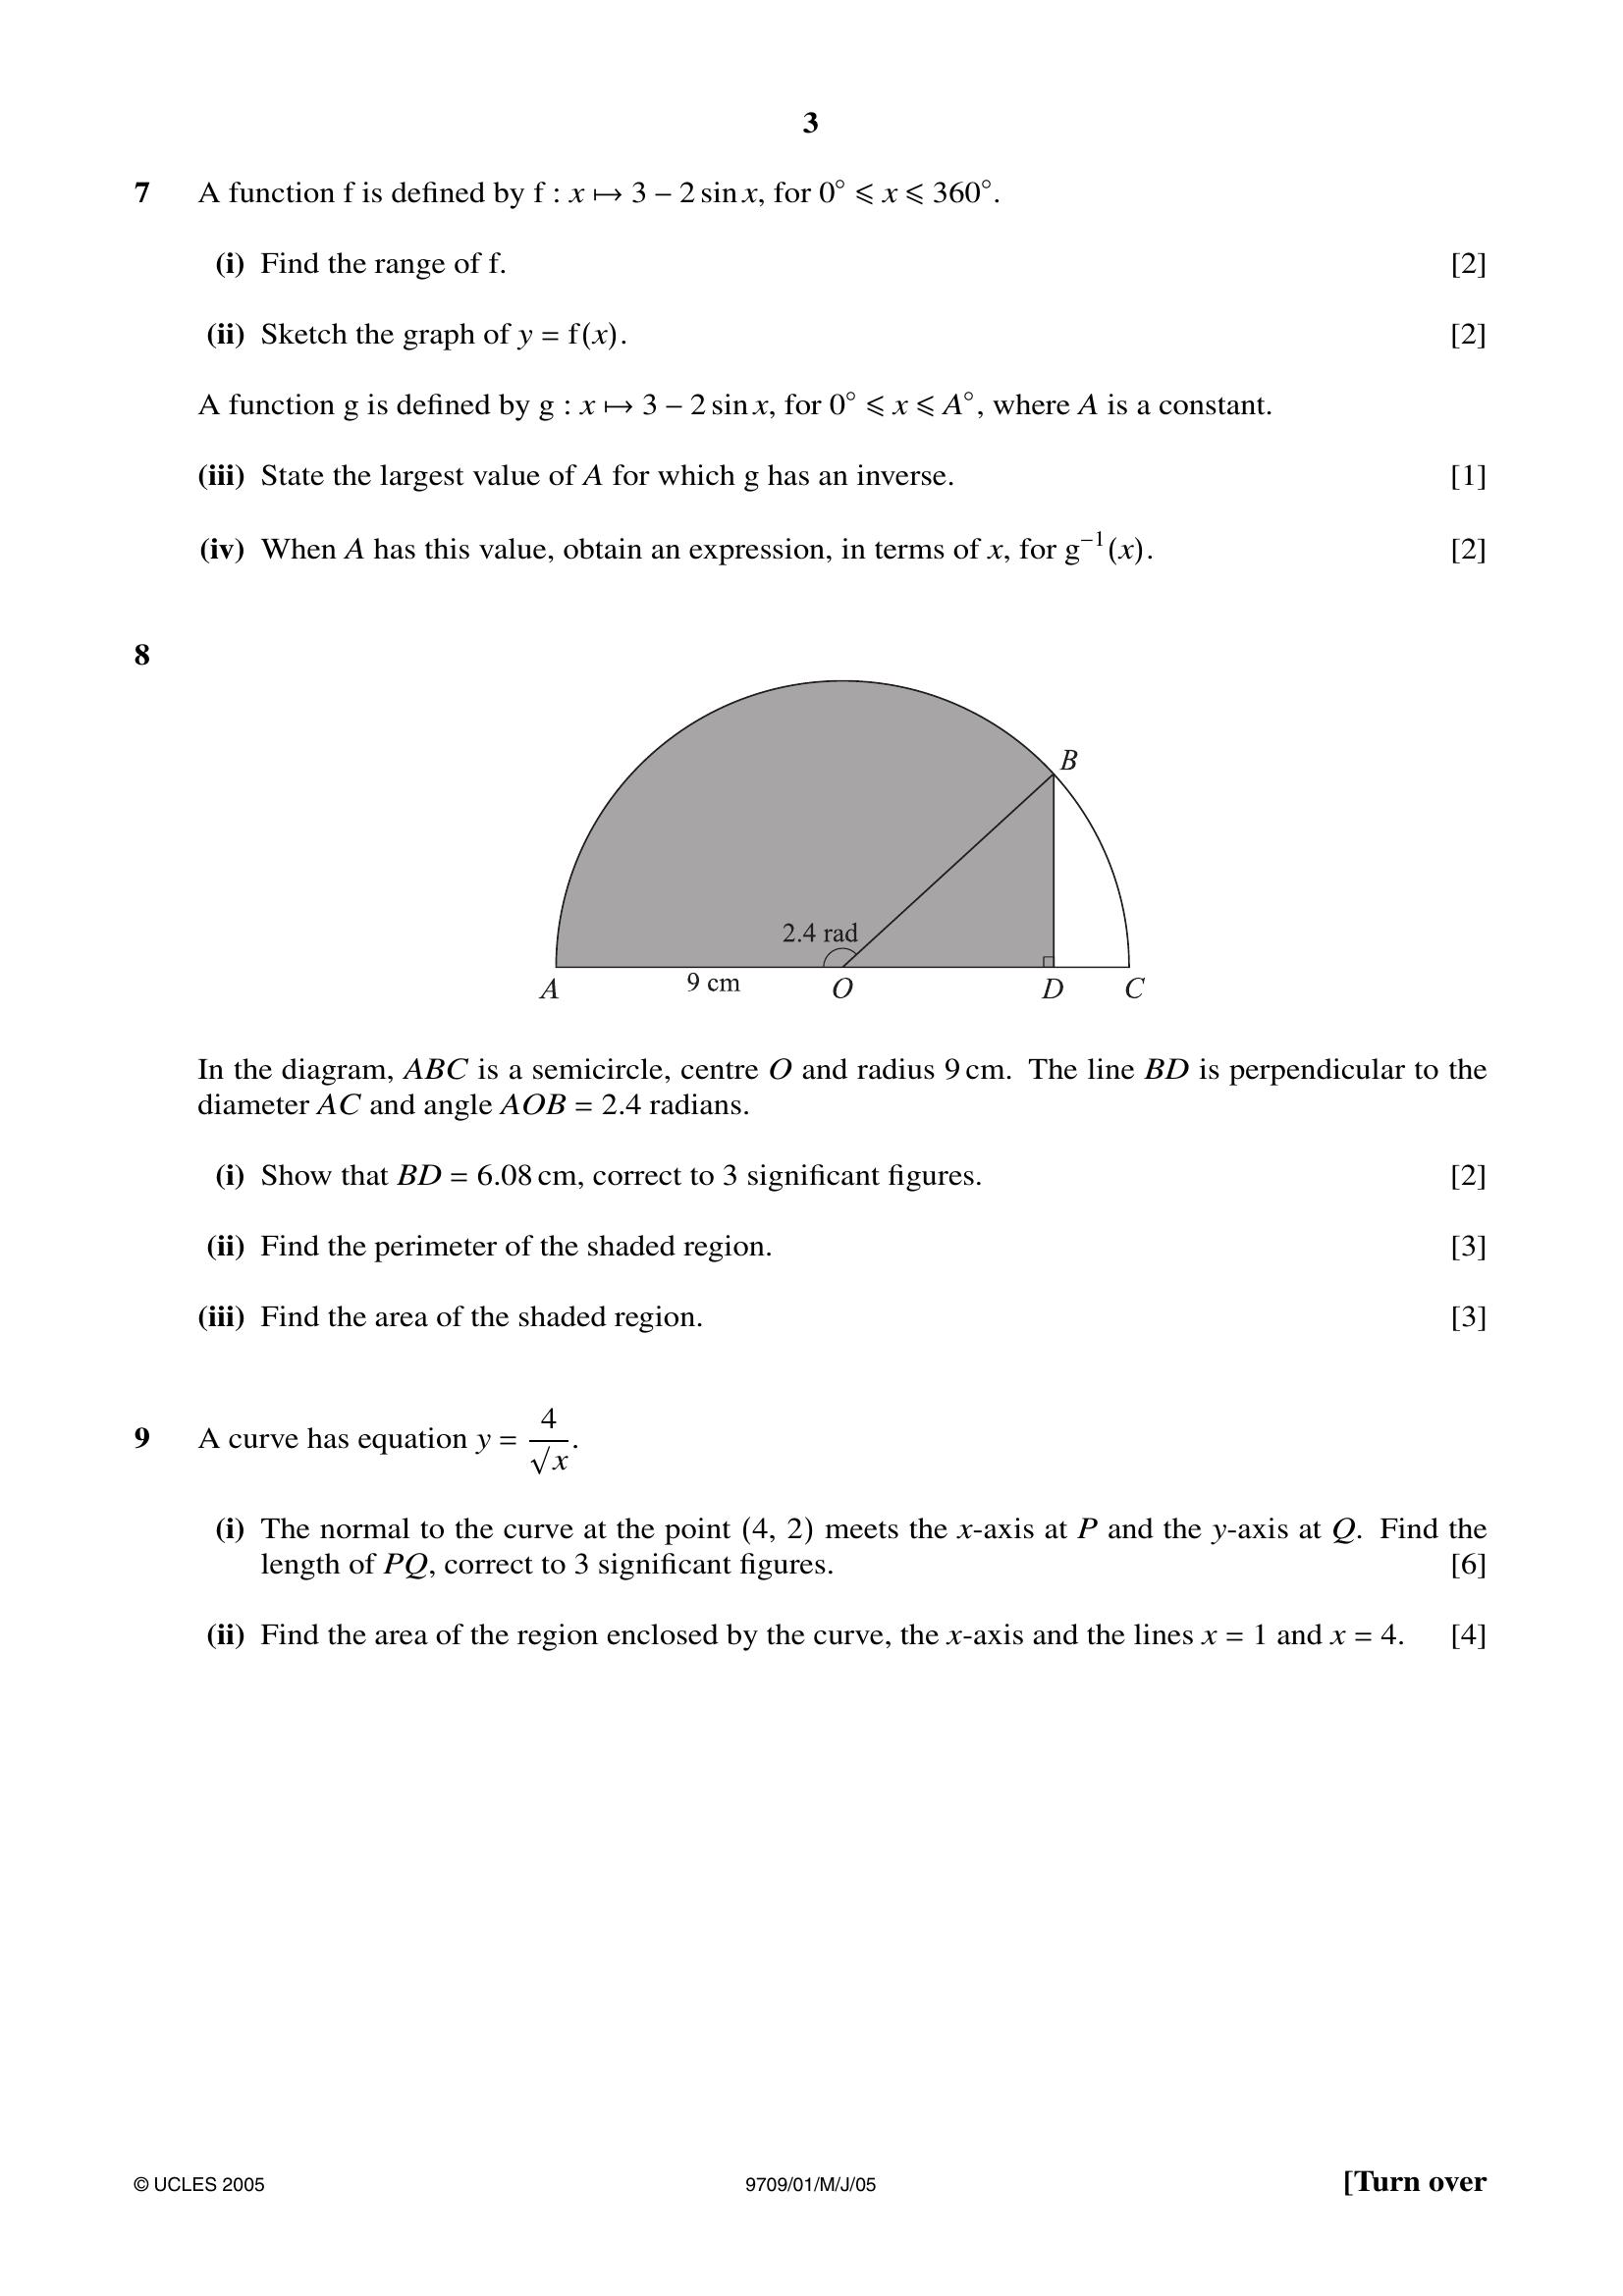 3
7 A function f is defined by f : x ↦ 3 − 2 sin x, for 0° ⩽ x ⩽ 360°.
(i) Find the range of f. [2]
(ii) Sketch the graph of y = f(x). [2]
A function g is defined by g : x ↦ 3 − 2 sin x, for 0° ⩽ x ⩽ A°, where A is a constant.
(iii) State the largest value of A for which g has an inverse. [1]
(iv) When A has this value, obtain an expression, in terms of x, for g⁻¹(x). [2]
8
B
2.4 rad
A 9 cm O D C
In the diagram, ABC is a semicircle, centre O and radius 9 cm. The line BD is perpendicular to the
diameter AC and angle AOB = 2.4 radians.
(i) Show that BD = 6.08 cm, correct to 3 significant figures. [2]
(ii) Find the perimeter of the shaded region. [3]
(iii) Find the area of the shaded region. [3]
9 A curve has equation y = 4/√x.
(i) The normal to the curve at the point (4, 2) meets the x-axis at P and the y-axis at Q. Find the
length of PQ, correct to 3 significant figures. [6]
(ii) Find the area of the region enclosed by the curve, the x-axis and the lines x = 1 and x = 4. [4]
© UCLES 2005 9709/01/M/J/05 [Turn over